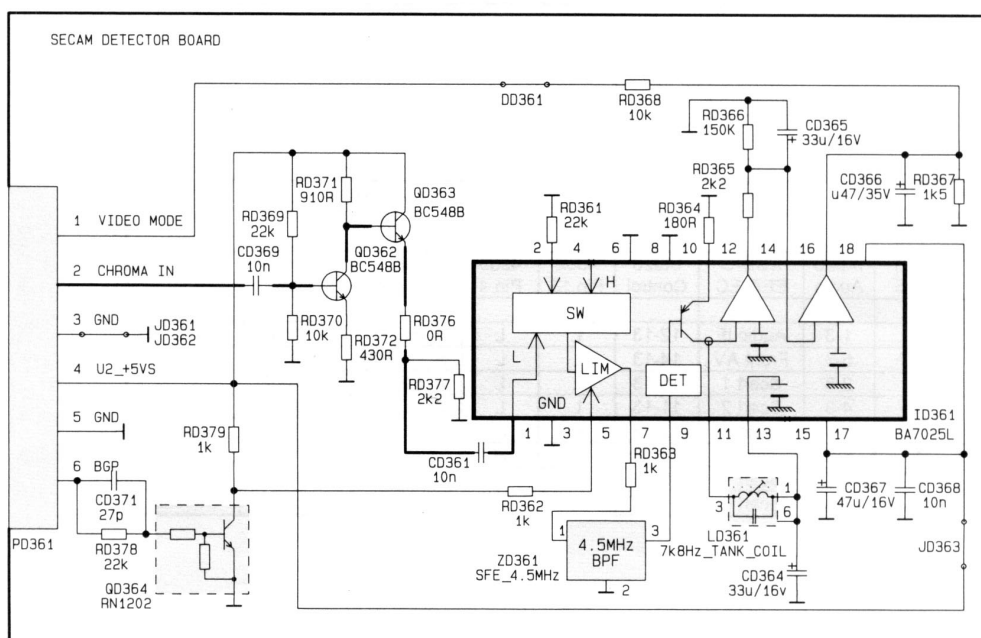 SECAM DETECTOR BOARD
DD361
RD368
10k
RD366
150K
CD365
33u/16V
RD371
910R
QD363
BC548B
RD365
2k2
CD366
u47/35V
RD367
1k5
1 VIDEO MODE
RD369
22k
CD369
10n
QD362
BC548B
RD361
22k
RD364
180R
2 4 6 8 10 12 14 16 18
2 CHROMA IN
H
SW
3 GND
JD361
JD362
RD370
10k
RD372
430R
RD376
0R
L
LIM
4 U2_+5VS
RD377
2k2
DET
GND
ID361
BA7025L
5 GND
RD379
1k
1 3 5 7 9 11 13 15 17
CD361
10n
RD363
1k
6 BGP
CD371
27p
RD362
1k
CD367
47u/16V
CD368
10n
PD361
RD378
22k
1 3
3 1
6
LD361
7k8Hz_TANK_COIL
JD363
4.5MHz
BPF
ZD361
SFE_4.5MHz
2
QD364
RN1202
CD364
33u/16v